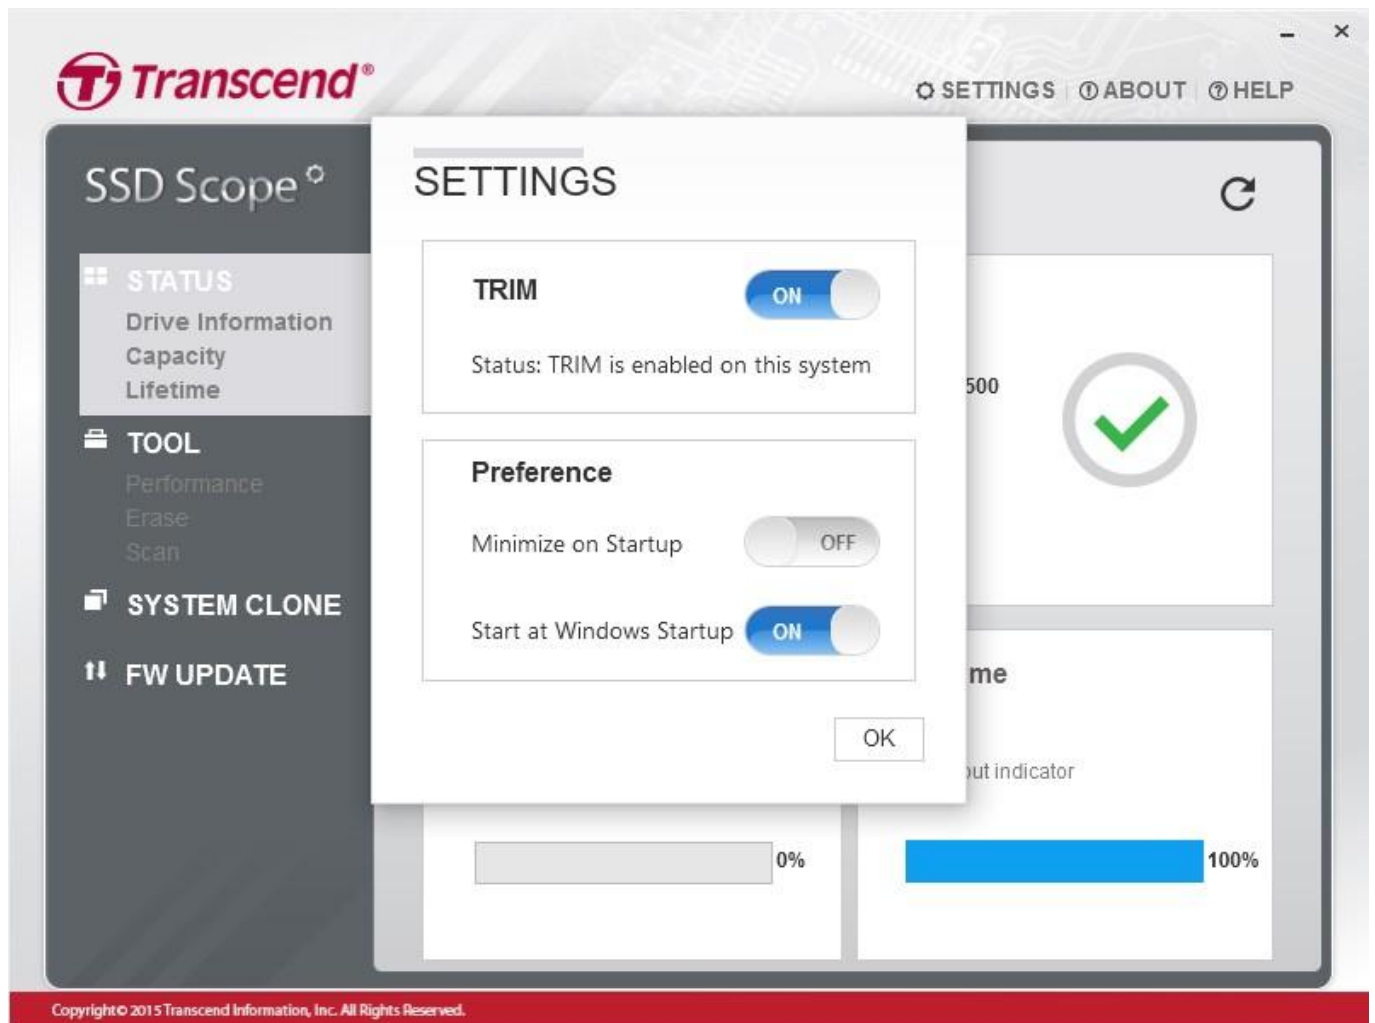 Transcend®
SETTINGS ABOUT HELP
SSD Scope
STATUS
Drive Information
Capacity
Lifetime
TOOL
Performance
Erase
Scan
SYSTEM CLONE
FW UPDATE
SETTINGS
TRIM ON
Status: TRIM is enabled on this system
Preference
Minimize on Startup OFF
Start at Windows Startup ON
OK
500
me
out indicator
0%
100%
Copyright© 2015 Transcend Information, Inc. All Rights Reserved.